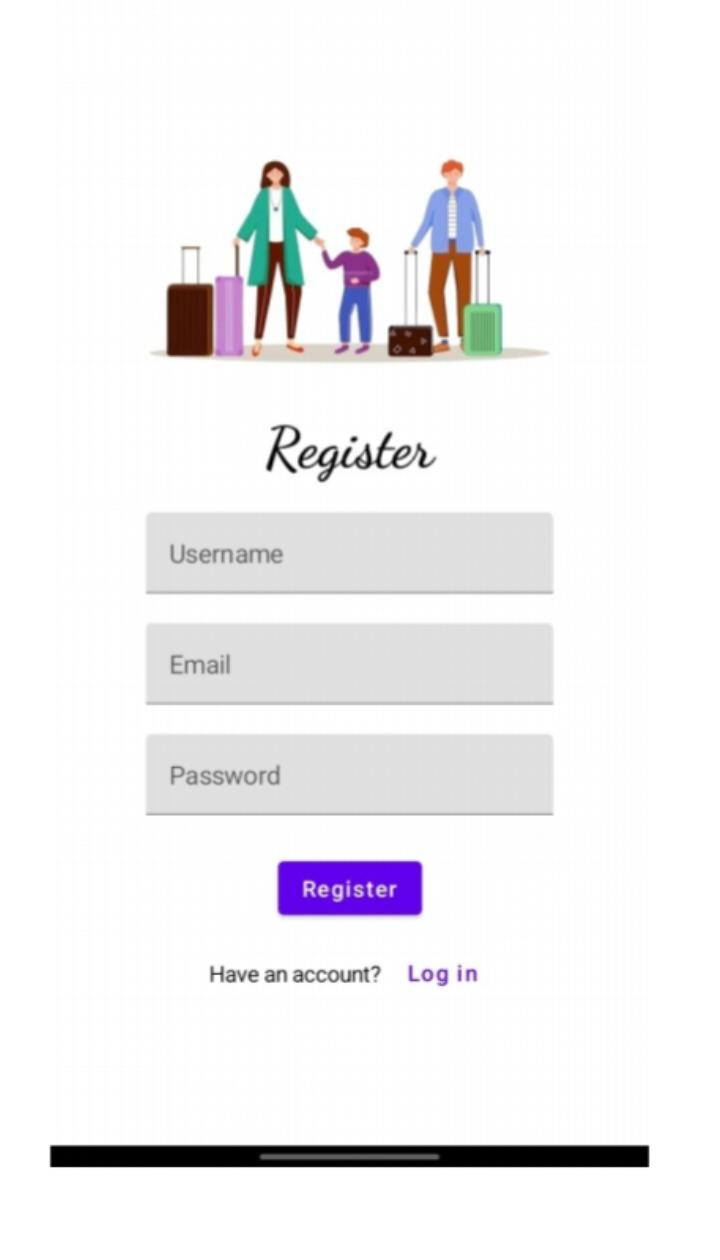 Register
Username
Email
Password
Register
Have an account? Log in